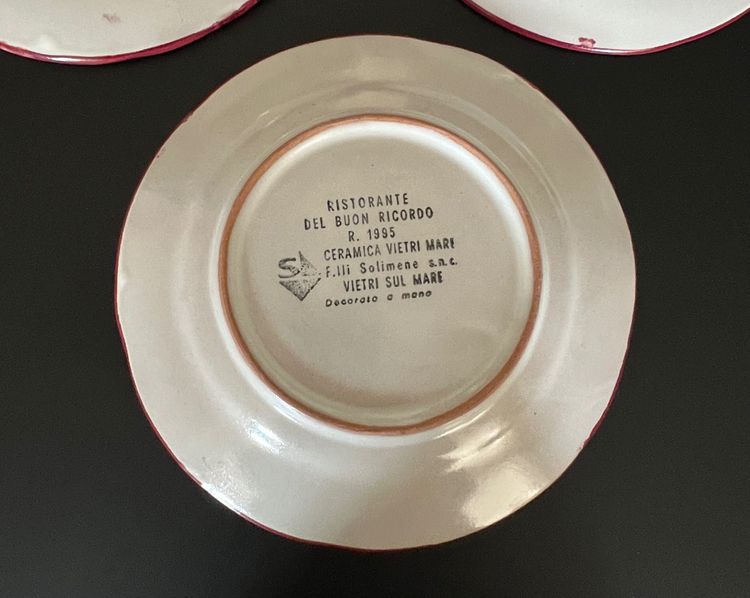 RISTORANTE
DEL BUON RICORDO
R. 1995
CERAMICA VIETRI MARE
F.lli Solimene s.n.c.
VIETRI SUL MARE
Decorato a mano
S